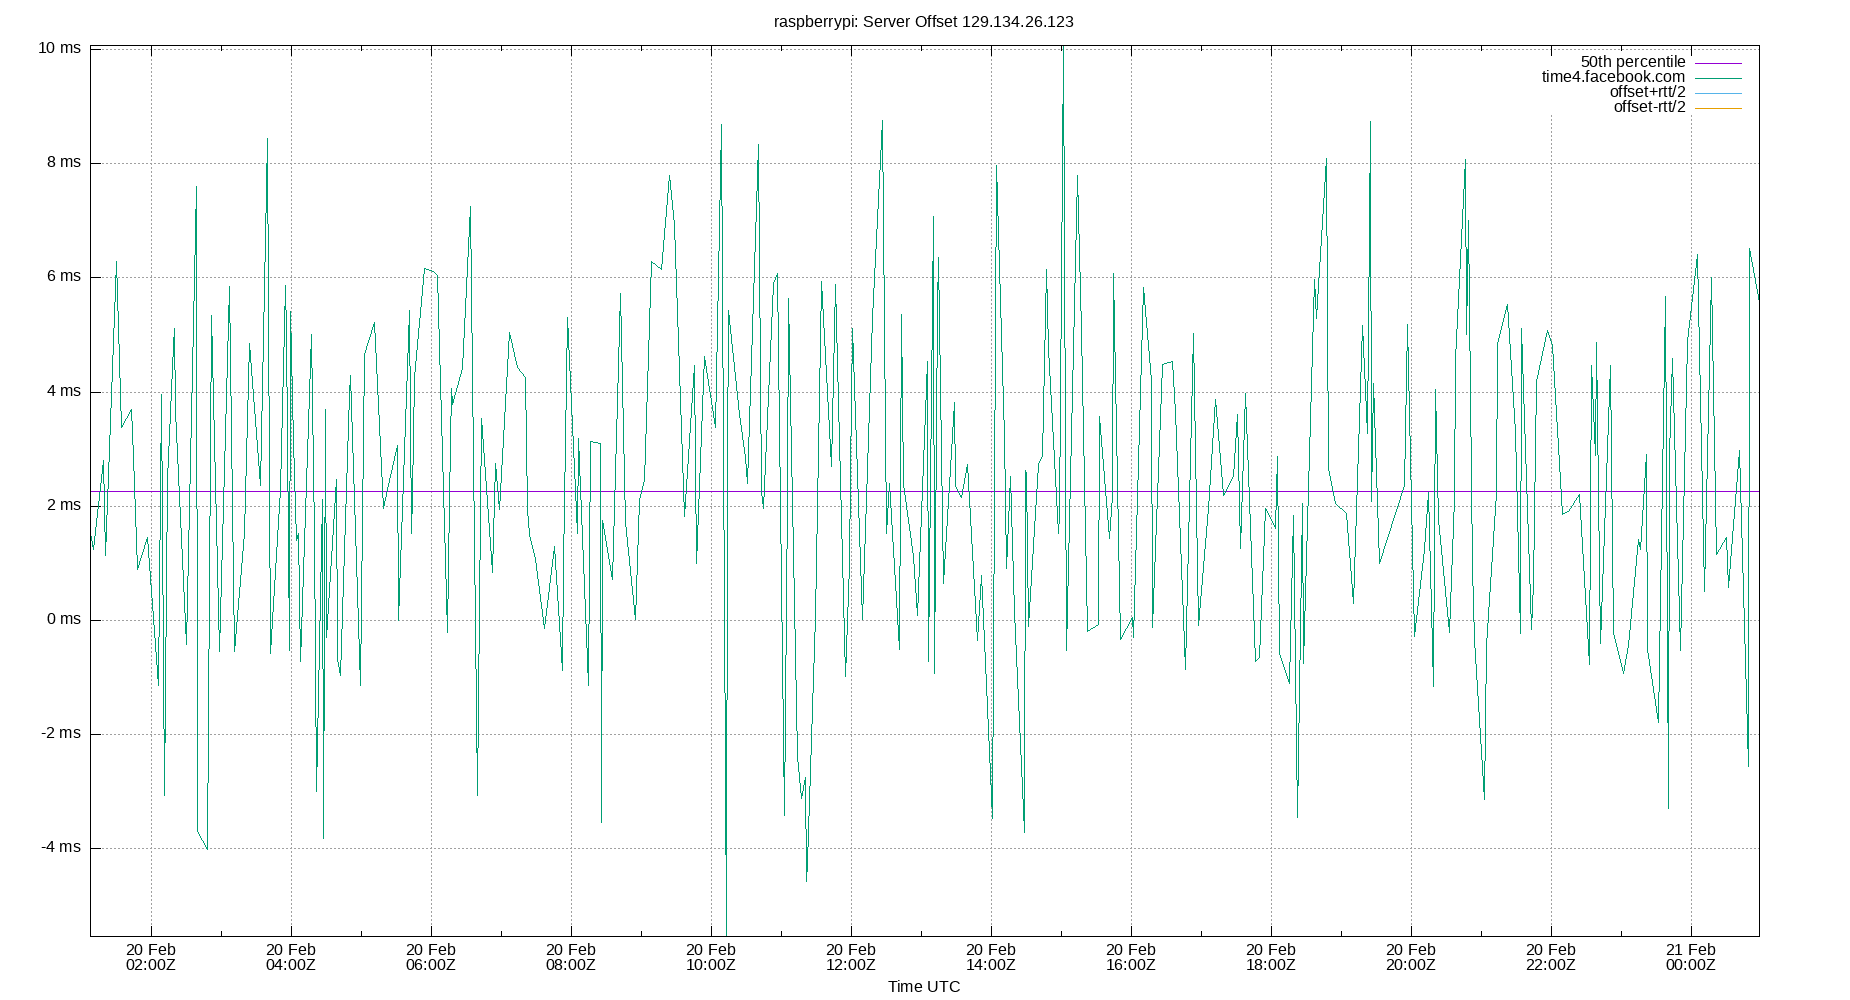 raspberrypi: Server Offset 129.134.26.123
10 ms
8 ms
6 ms
4 ms
2 ms
0 ms
-2 ms
-4 ms
50th percentile
time4.facebook.com
offset+rtt/2
offset-rtt/2
20 Feb 20 Feb 20 Feb 20 Feb 20 Feb 20 Feb 20 Feb 20 Feb 20 Feb 20 Feb 20 Feb 21 Feb
02:00Z 04:00Z 06:00Z 08:00Z 10:00Z 12:00Z 14:00Z 16:00Z 18:00Z 20:00Z 22:00Z 00:00Z
Time UTC